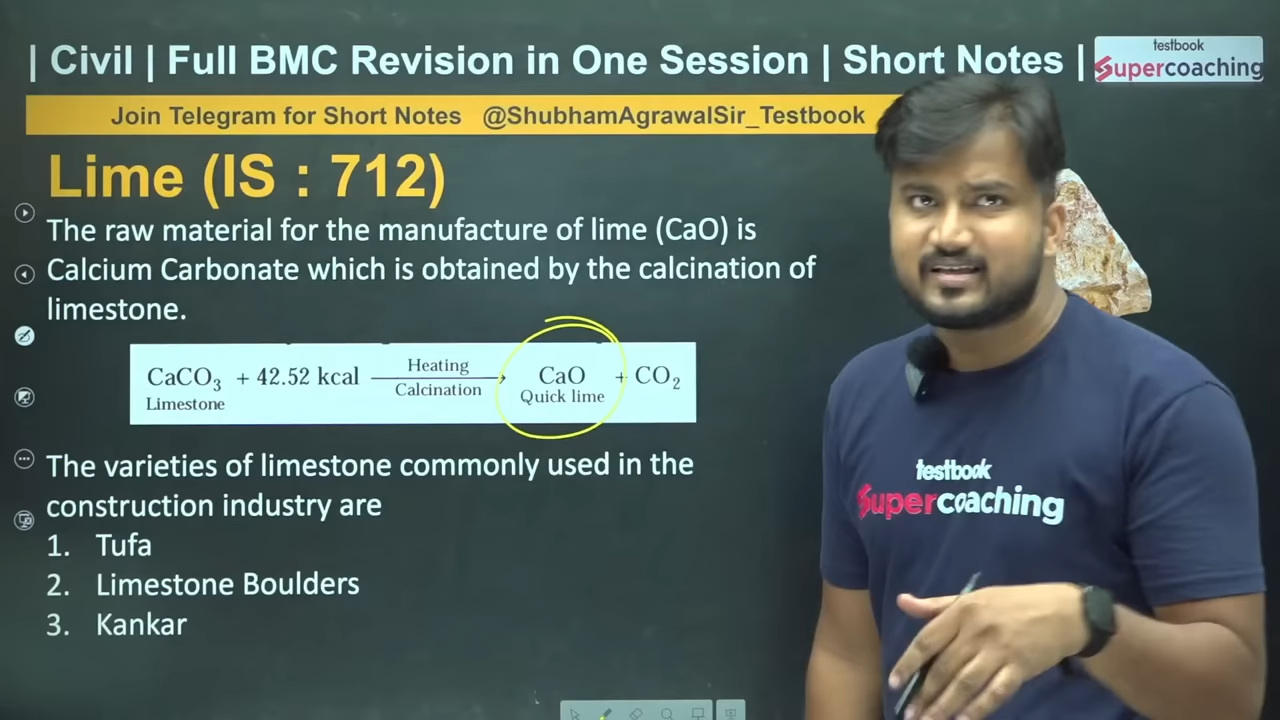 | Civil | Full BMC Revision in One Session | Short Notes |
testbook
Supercoaching
Join Telegram for Short Notes @ShubhamAgrawalSir_Testbook
Lime (IS : 712)
The raw material for the manufacture of lime (CaO) is
Calcium Carbonate which is obtained by the calcination of
limestone.
CaCO₃ + 42.52 kcal Heating Calcination → CaO + CO₂
Limestone Quick lime
The varieties of limestone commonly used in the
construction industry are
1. Tufa
2. Limestone Boulders
3. Kankar
testbook
Supercoaching